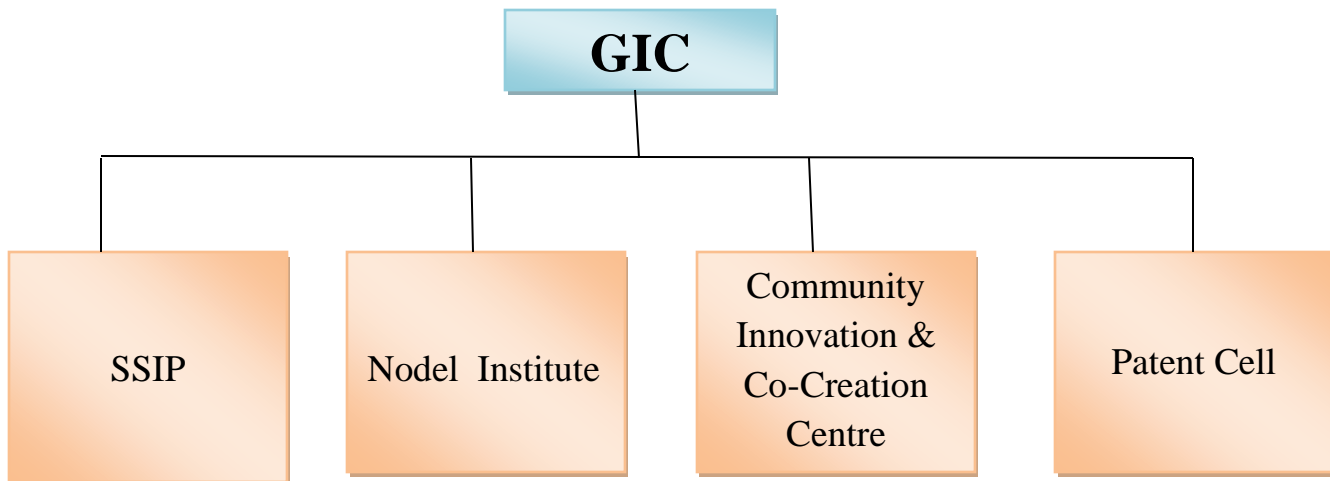 GIC
SSIP
Nodel Institute
Community
Innovation &
Co-Creation
Centre
Patent Cell